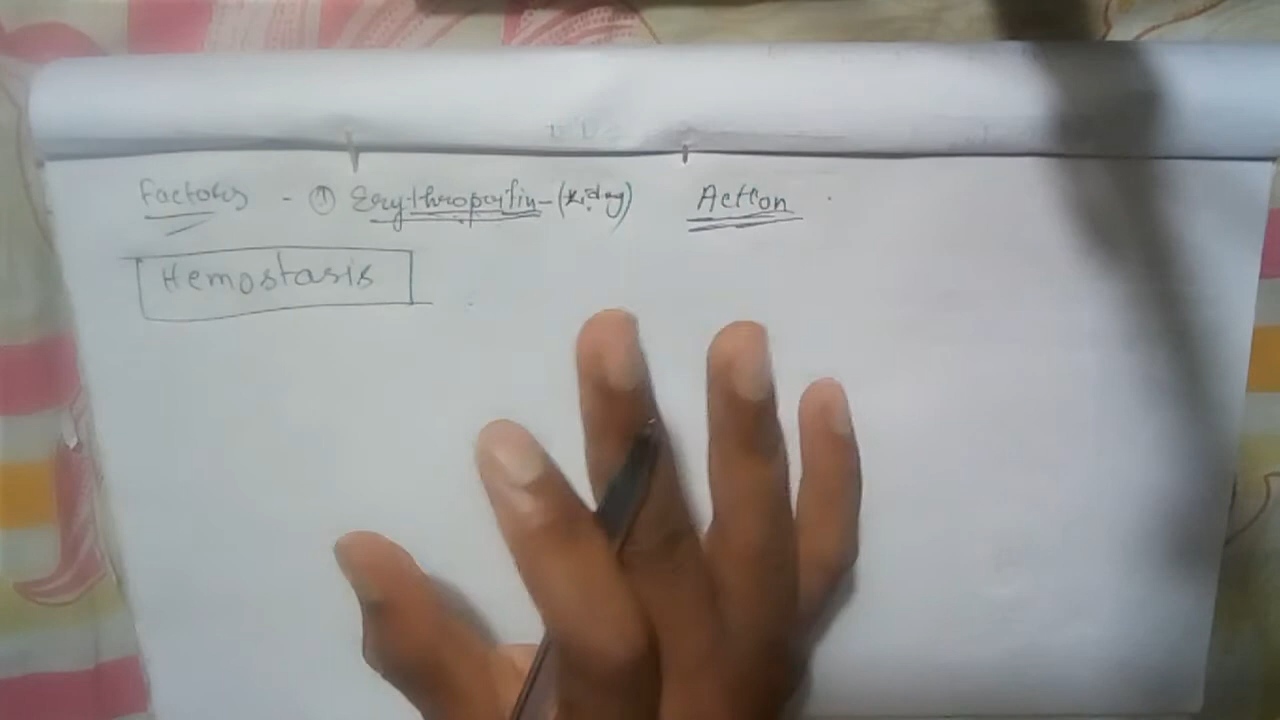 Factors - ① Erythropoitin - (Kidney) Action
Hemostasis